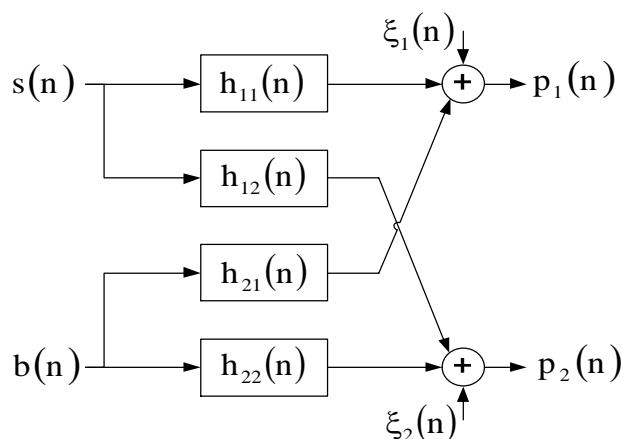 ξ₁(n)
s(n)
h₁₁(n)
+
p₁(n)
h₁₂(n)
h₂₁(n)
b(n)
h₂₂(n)
+
p₂(n)
ξ₂(n)